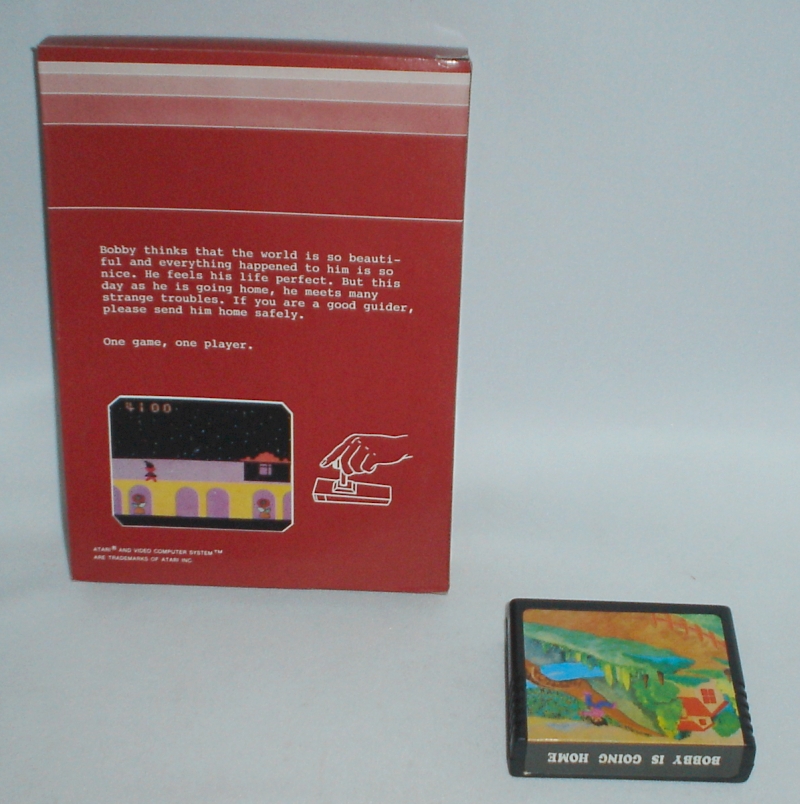 Bobby thinks that the world is so beauti-
ful and everything happened to him is so
nice. He feels his life perfect. But this
day as he is going home, he meets many
strange troubles. If you are a good guider,
please send him home safely.
One game, one player.
4100
ATARI® AND VIDEO COMPUTER SYSTEM™
ARE TRADEMARKS OF ATARI INC.
BOBBY IS GOING HOME